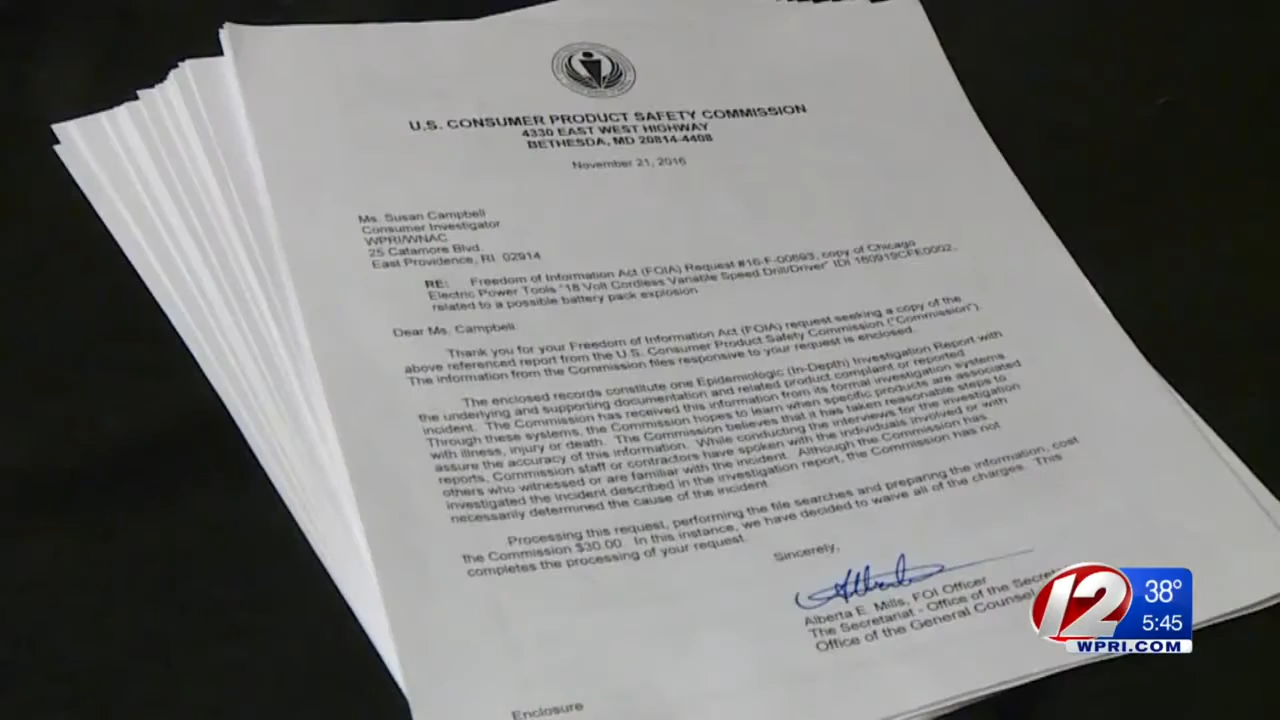 U.S. CONSUMER PRODUCT SAFETY COMMISSION
4330 EAST WEST HIGHWAY
BETHESDA, MD 20814-4408
November 21, 2016
Ms. Susan Campbell
Consumer Investigator
WPRI/WNAC
25 Catamore Blvd.
East Providence, RI 02914
RE: Freedom of Information Act (FOIA) Request #16-F-00693, copy of Chicago
Electric Power Tools "18 Volt Cordless Variable Speed Drill/Driver" IDI 160919CFE0002,
related to a possible battery pack explosion
Dear Ms. Campbell:
Thank you for your Freedom of Information Act (FOIA) request seeking a copy of the
above referenced report from the U.S. Consumer Product Safety Commission ("Commission").
The information from the Commission files responsive to your request is enclosed.
The enclosed records constitute one Epidemiologic (In-Depth) Investigation Report with
the underlying and supporting documentation and related product complaint or reported
incident. The Commission has received this information from its formal investigation systems.
Through these systems, the Commission hopes to learn when specific products are associated
with illness, injury or death. The Commission believes that it has taken reasonable steps to
assure the accuracy of this information. While conducting the interviews for the investigation
reports, Commission staff or contractors have spoken with the individuals involved or with
others who witnessed or are familiar with the incident. Although the Commission has
investigated the incident described in the investigation report, the Commission has not
necessarily determined the cause of the incident.
Processing this request, performing the file searches and preparing the information, cost
the Commission $30.00. In this instance, we have decided to waive all of the charges. This
completes the processing of your request.
Sincerely,
Alberta E. Mills, FOI Officer
The Secretariat - Office of the Secret
Office of the General Counsel
Enclosure
12
38°
5:45
WPRI.COM